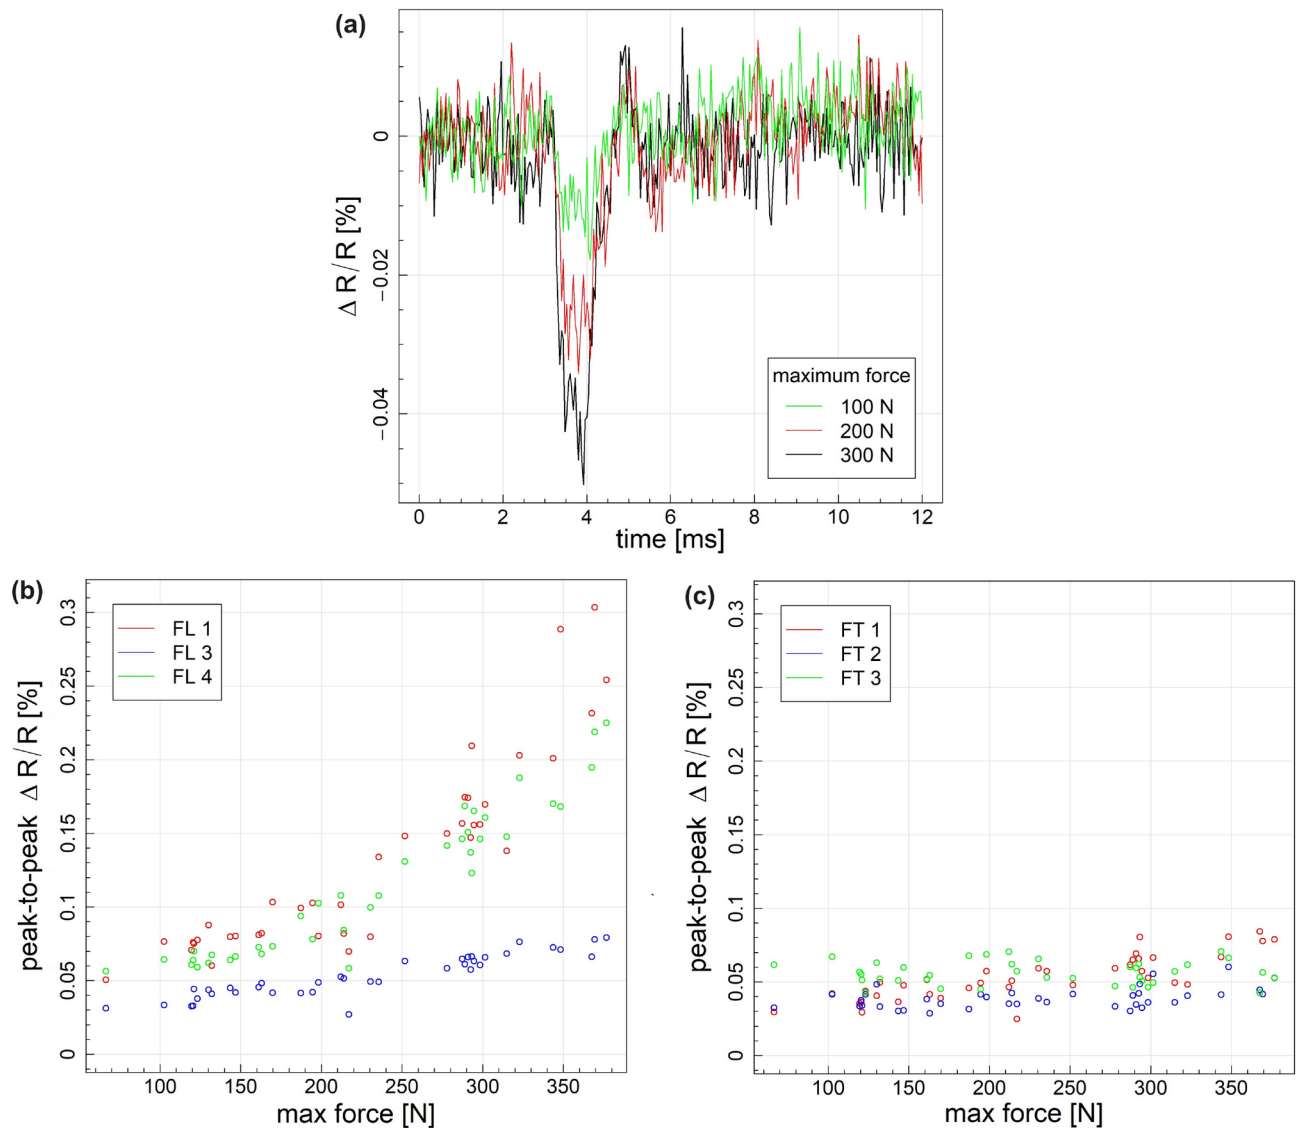 (a)
Δ R/R [%]
0
−0.02
−0.04
maximum force
100 N
200 N
300 N
0 2 4 6 8 10 12
time [ms]
(b)
peak-to-peak Δ R/R [%]
0.3
0.25
0.2
0.15
0.1
0.05
0
FL 1
FL 3
FL 4
100 150 200 250 300 350
max force [N]
(c)
peak-to-peak Δ R/R [%]
0.3
0.25
0.2
0.15
0.1
0.05
0
FT 1
FT 2
FT 3
100 150 200 250 300 350
max force [N]